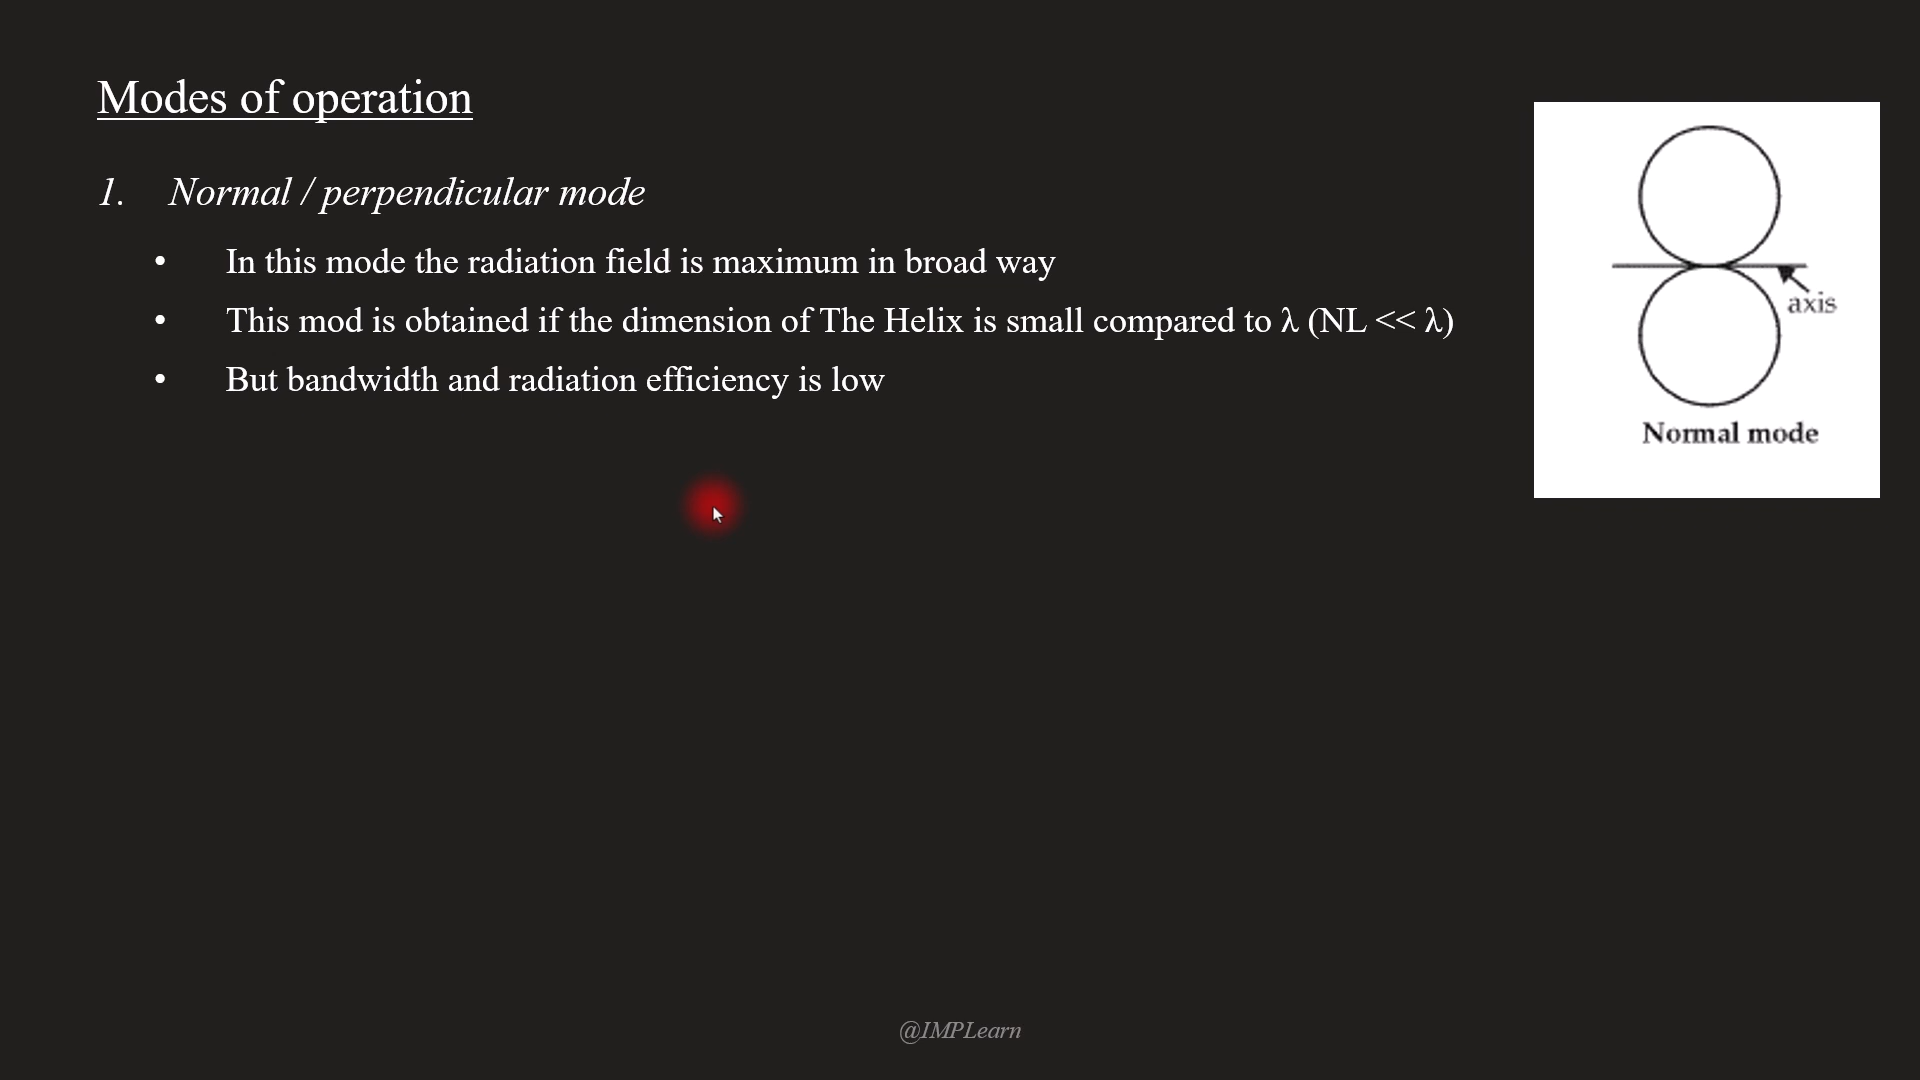 Modes of operation
1. Normal / perpendicular mode
• In this mode the radiation field is maximum in broad way
• This mod is obtained if the dimension of The Helix is small compared to λ (NL << λ)
• But bandwidth and radiation efficiency is low
axis
Normal mode
@IMPLearn